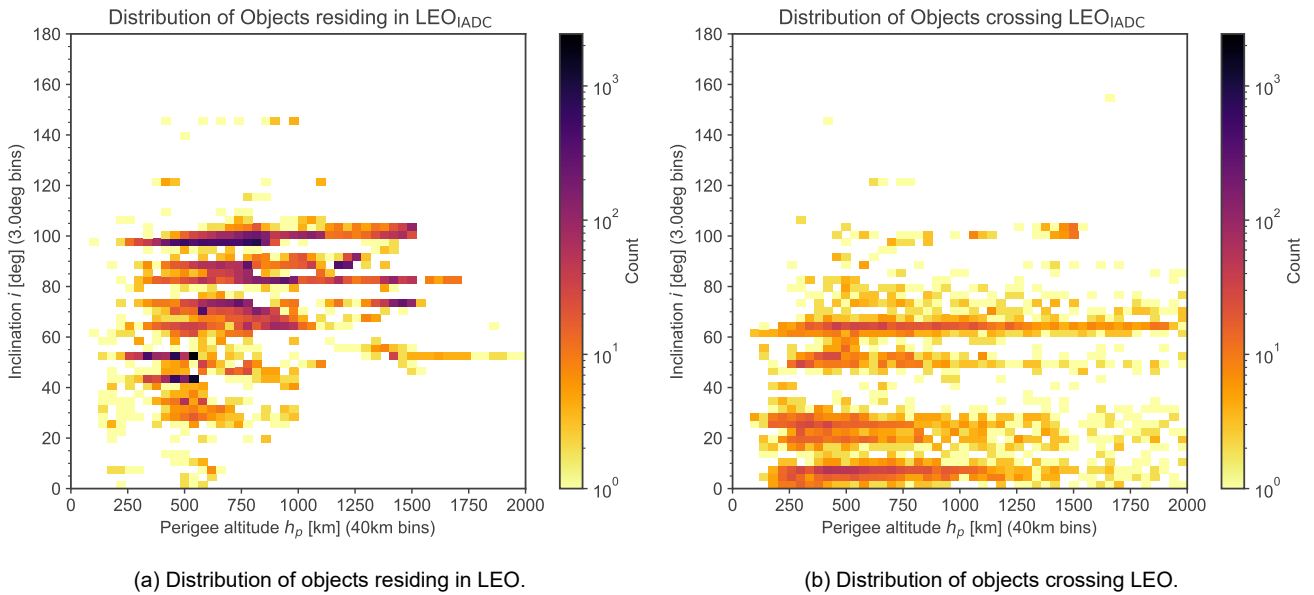 Distribution of Objects residing in LEO_IADC
180
160
140
120
100
80
60
40
20
0
0 250 500 750 1000 1250 1500 1750 2000
Inclination i [deg] (3.0deg bins)
Perigee altitude h_p [km] (40km bins)
10^3
10^2
10^1
10^0
Count
(a) Distribution of objects residing in LEO.
Distribution of Objects crossing LEO_IADC
180
160
140
120
100
80
60
40
20
0
0 250 500 750 1000 1250 1500 1750 2000
Inclination i [deg] (3.0deg bins)
Perigee altitude h_p [km] (40km bins)
10^3
10^2
10^1
10^0
Count
(b) Distribution of objects crossing LEO.